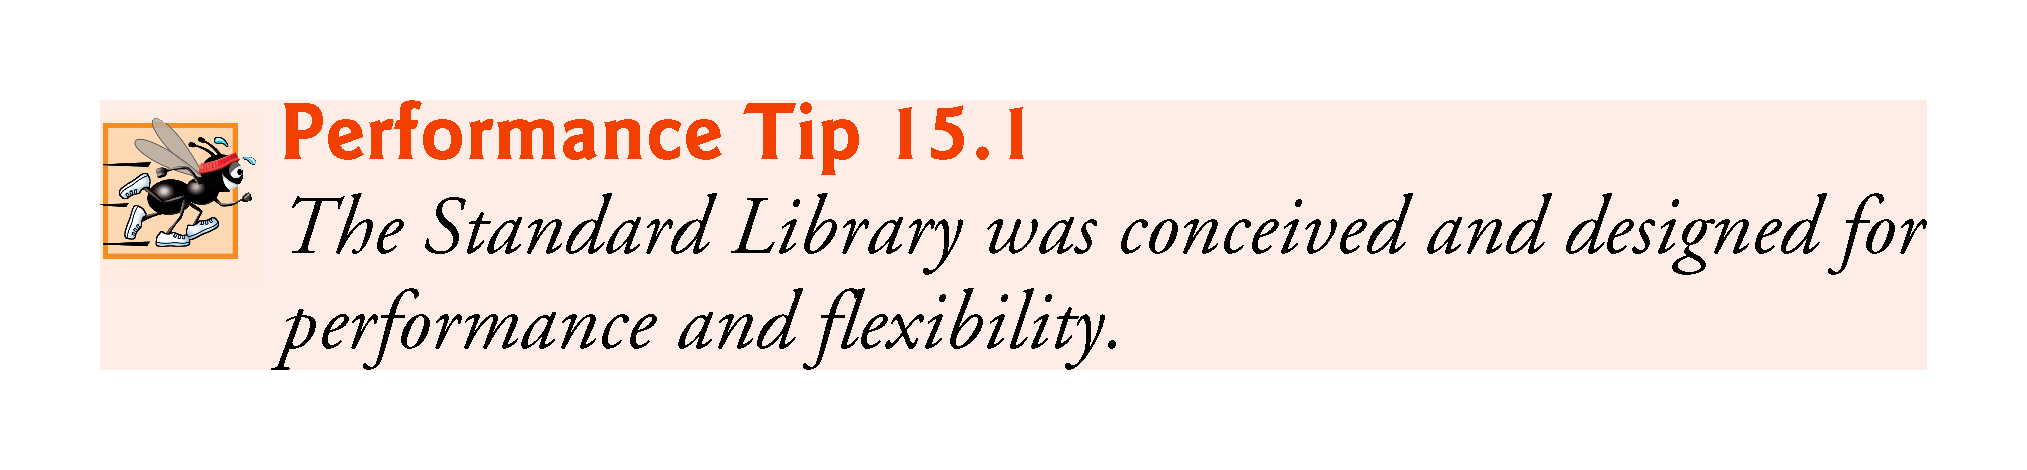 Performance Tip 15.1
The Standard Library was conceived and designed for
performance and flexibility.